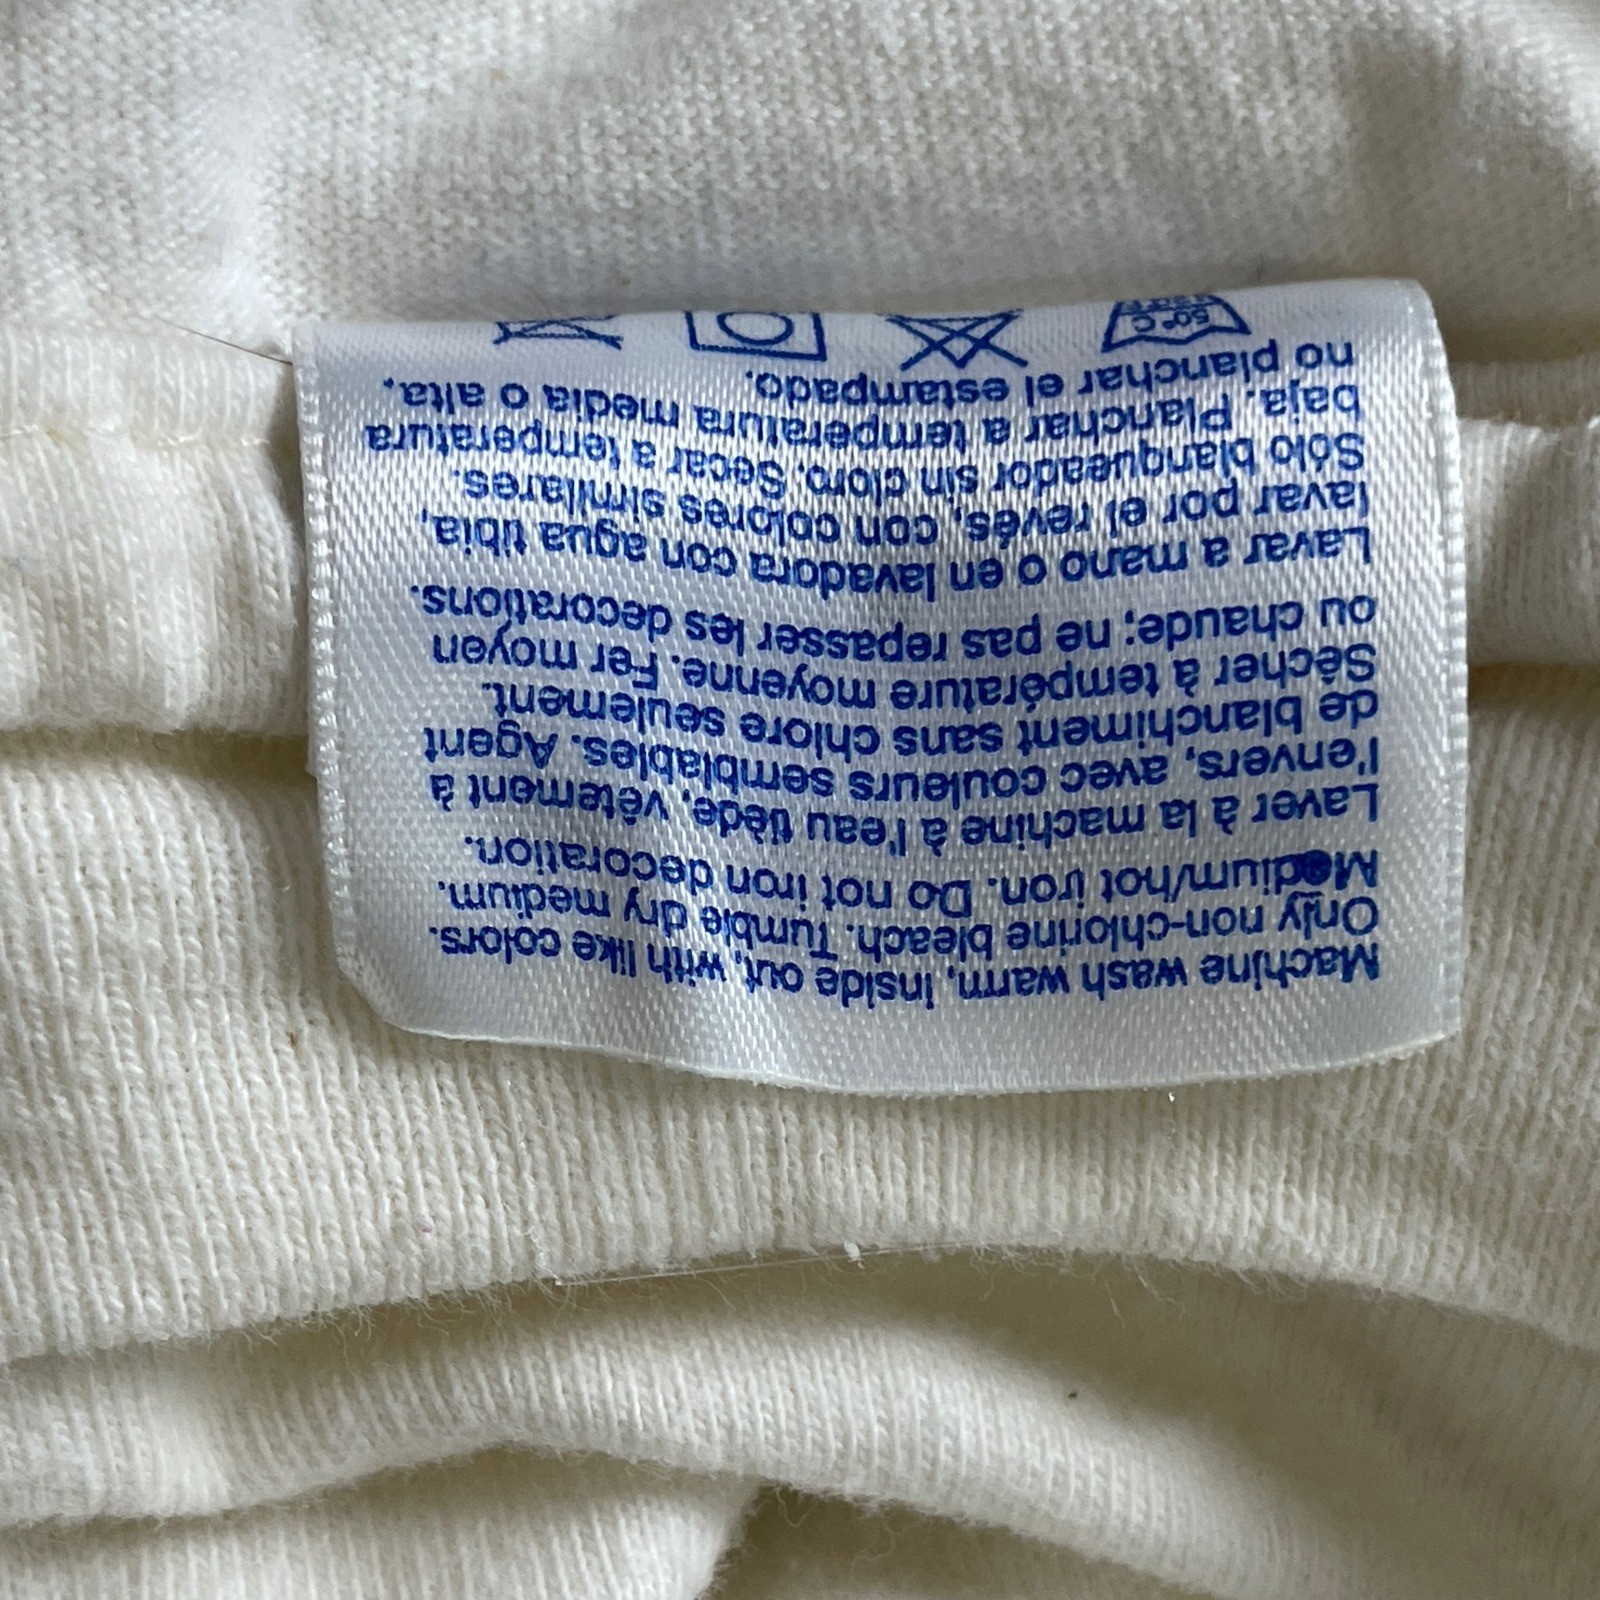 Machine wash warm, inside out, with like colors.
Only non-chlorine bleach. Tumble dry medium.
Medium/hot iron. Do not iron decoration.
Laver à la machine à l'eau tiède, vêtement à
l'envers, avec couleurs semblables. Agent
de blanchiment sans chlore seulement.
Sécher à température moyenne. Fer moyen
ou chaude; ne pas repasser les decorations.
Lavar a mano o en lavadora con agua tibia,
lavar por el revés, con colores similares.
Sólo blanqueador sin cloro. Secar a temperatura
baja. Planchar a temperatura media o alta.
no planchar el estampado.
50° C